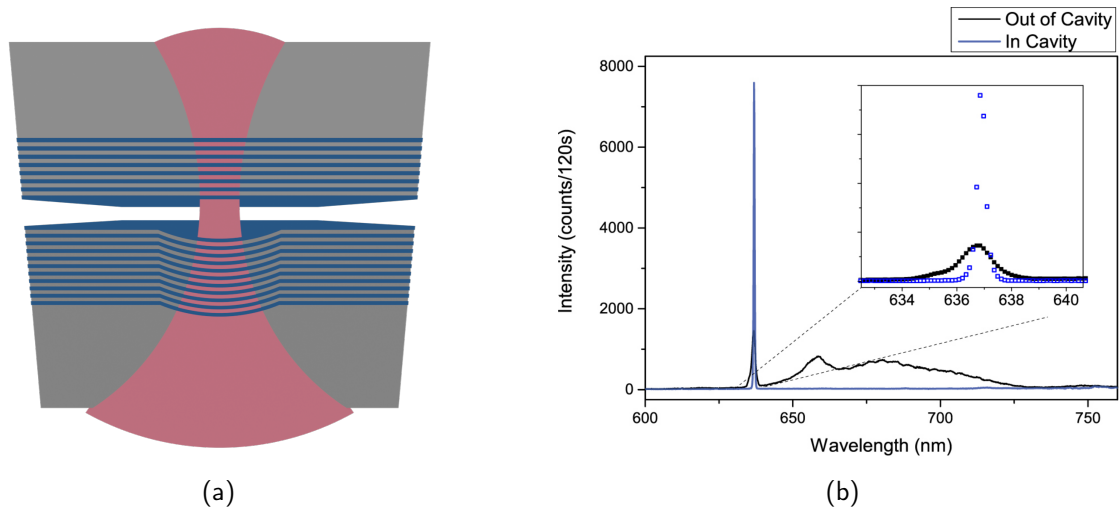 Out of Cavity
In Cavity
8000
6000
4000
2000
0
Intensity (counts/120s)
634 636 638 640
600 650 700 750
Wavelength (nm)
(a)
(b)